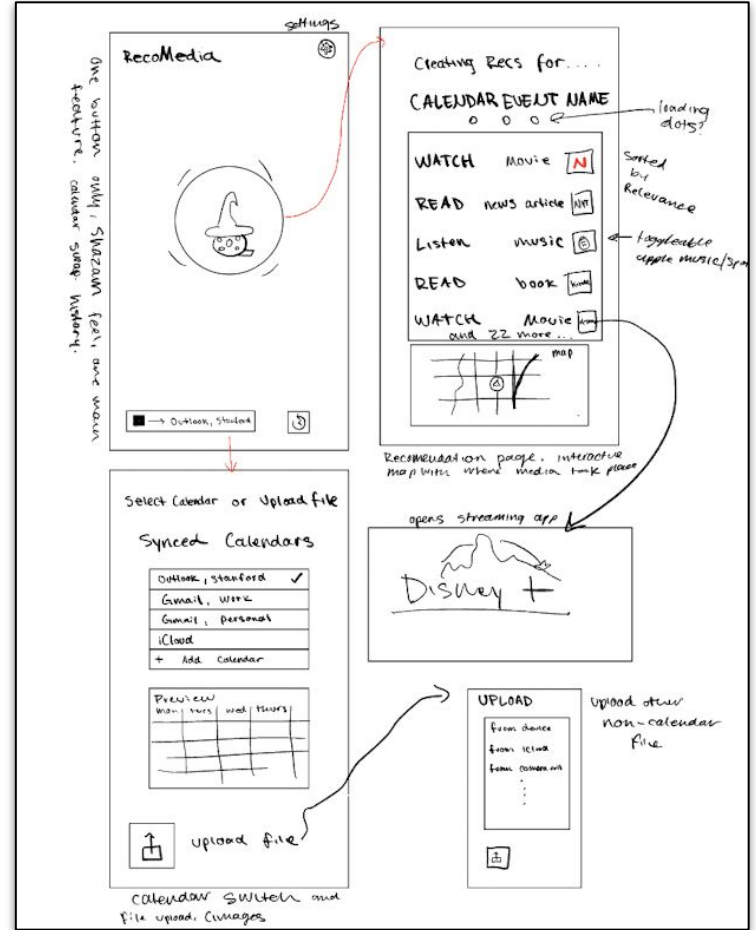 settings
RecoMedia
One button only, Shazam feel, one main
feature. calendar swap. history.
→ Outlook, Stanford
Creating Recs for....
CALENDAR EVENT NAME
loading
dots?
WATCH Movie N
READ news article NYT
Listen music
READ book Kindle
WATCH Movie
and 22 more...
Sorted
by
Relevance
toggleable
apple music/spot
map
Recomendation page. interactive
map with where media took place
opens streaming app
Disney +
Select Calendar or Upload file
Synced Calendars
Outlook, Stanford ✓
Gmail, work
Gmail, personal
iCloud
+ Add Calendar
Preview
mon tues wed thurs
upload file
calendar switch and
file upload. (images
UPLOAD
from device
from icloud
from camera roll
upload other
non-calendar
file